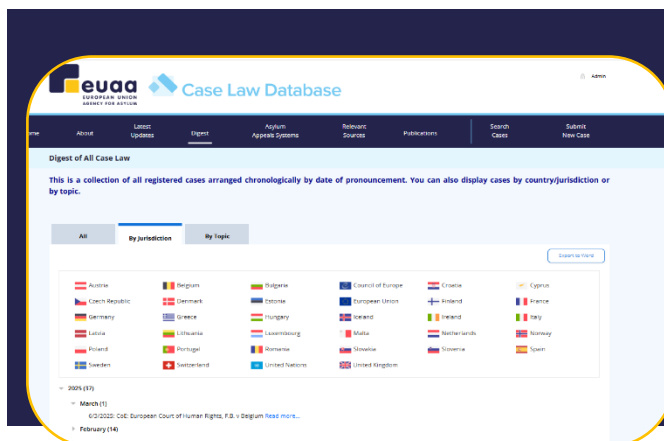 euaa
EUROPEAN UNION
AGENCY FOR ASYLUM
Case Law Database
Admin
ome About Latest Updates Digest Asylum Appeals Systems Relevant Sources Publications Search Cases Submit New Case
Digest of All Case Law
This is a collection of all registered cases arranged chronologically by date of pronouncement. You can also display cases by country/jurisdiction or
by topic.
All By Jurisdiction By Topic
Export to Word
Austria Belgium Bulgaria Council of Europe Croatia Cyprus
Czech Republic Denmark Estonia European Union Finland France
Germany Greece Hungary Iceland Ireland Italy
Latvia Lithuania Luxembourg Malta Netherlands Norway
Poland Portugal Romania Slovakia Slovenia Spain
Sweden Switzerland United Nations United Kingdom
2025 (37)
March (1)
6/3/2025: CoE: European Court of Human Rights, F.B. v Belgium Read more...
February (14)